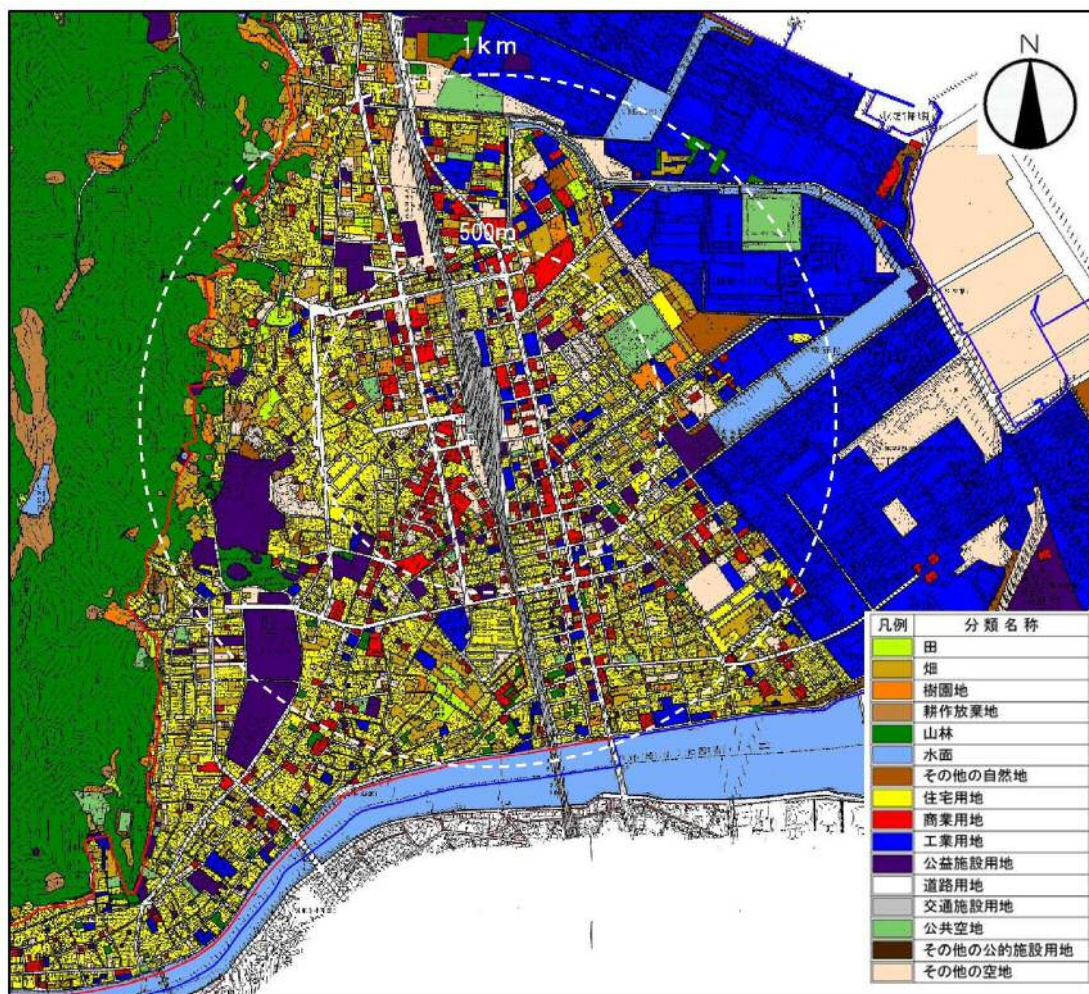 1km
N
500m
凡例 分類名称
田
畑
樹園地
耕作放棄地
山林
水面
その他の自然地
住宅用地
商業用地
工業用地
公益施設用地
道路用地
交通施設用地
公共空地
その他の公的施設用地
その他の空地